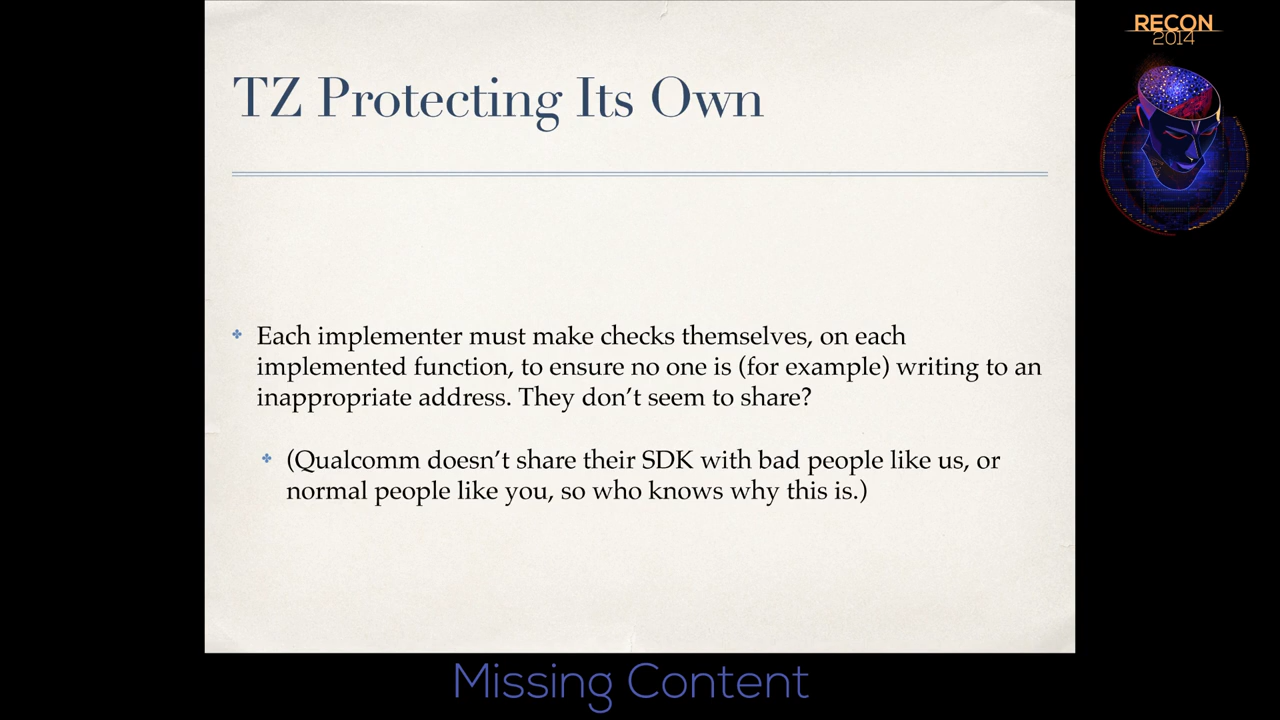 RECON
2014
TZ Protecting Its Own
Each implementer must make checks themselves, on each
implemented function, to ensure no one is (for example) writing to an
inappropriate address. They don’t seem to share?
(Qualcomm doesn’t share their SDK with bad people like us, or
normal people like you, so who knows why this is.)
Missing Content